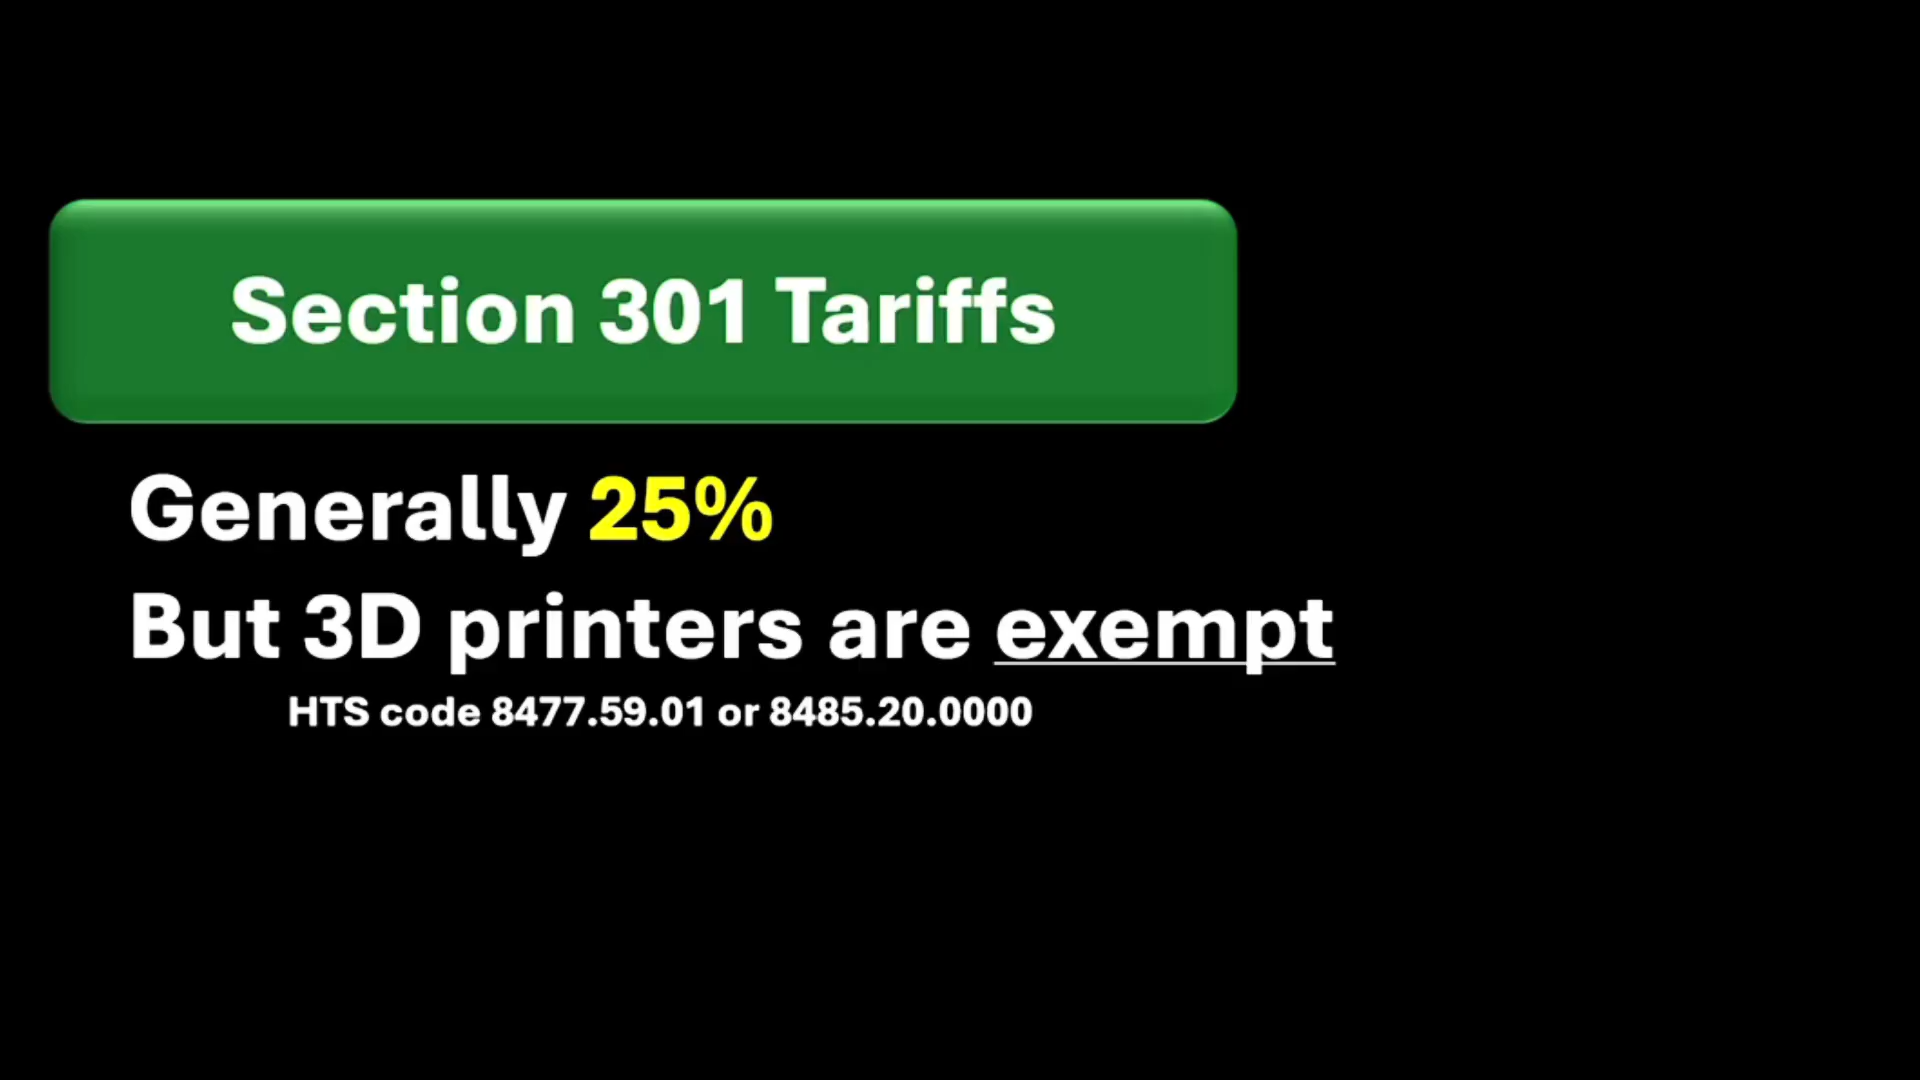 Section 301 Tariffs
Generally 25%
But 3D printers are exempt
HTS code 8477.59.01 or 8485.20.0000